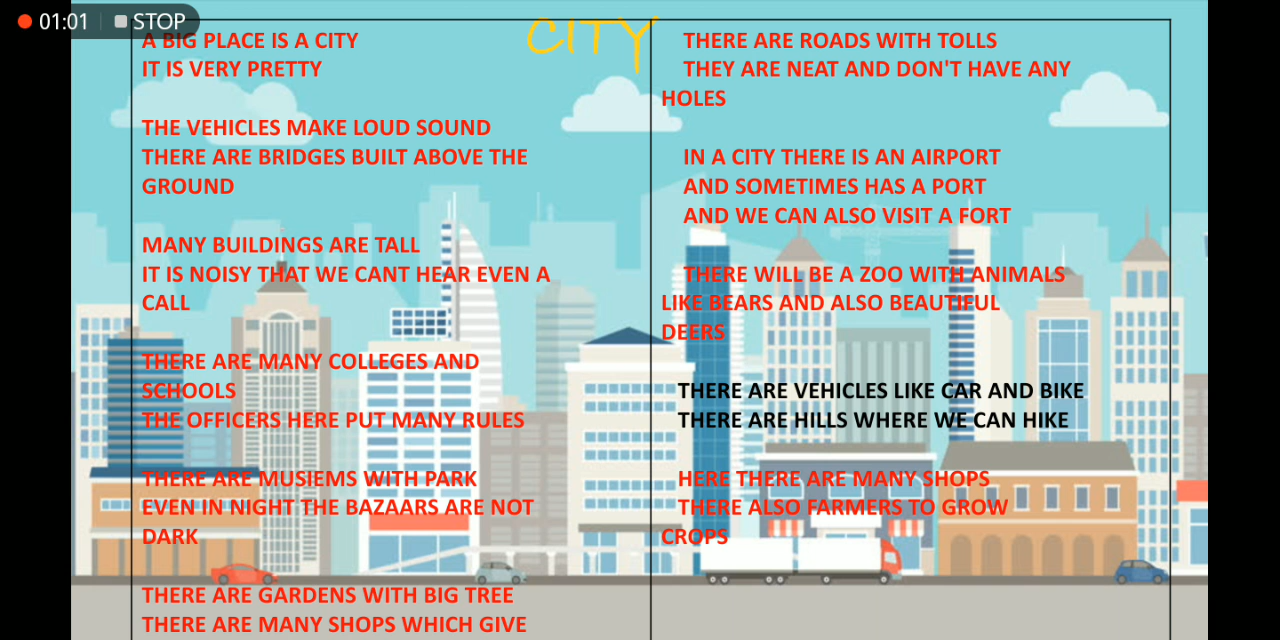 01:01 STOP
CITY
A BIG PLACE IS A CITY
IT IS VERY PRETTY
THE VEHICLES MAKE LOUD SOUND
THERE ARE BRIDGES BUILT ABOVE THE
GROUND
MANY BUILDINGS ARE TALL
IT IS NOISY THAT WE CANT HEAR EVEN A
CALL
THERE ARE MANY COLLEGES AND
SCHOOLS
THE OFFICERS HERE PUT MANY RULES
THERE ARE MUSIEMS WITH PARK
EVEN IN NIGHT THE BAZAARS ARE NOT
DARK
THERE ARE GARDENS WITH BIG TREE
THERE ARE MANY SHOPS WHICH GIVE
THERE ARE ROADS WITH TOLLS
THEY ARE NEAT AND DON'T HAVE ANY
HOLES
IN A CITY THERE IS AN AIRPORT
AND SOMETIMES HAS A PORT
AND WE CAN ALSO VISIT A FORT
THERE WILL BE A ZOO WITH ANIMALS
LIKE BEARS AND ALSO BEAUTIFUL
DEERS
THERE ARE VEHICLES LIKE CAR AND BIKE
THERE ARE HILLS WHERE WE CAN HIKE
HERE THERE ARE MANY SHOPS
THERE ALSO FARMERS TO GROW
CROPS